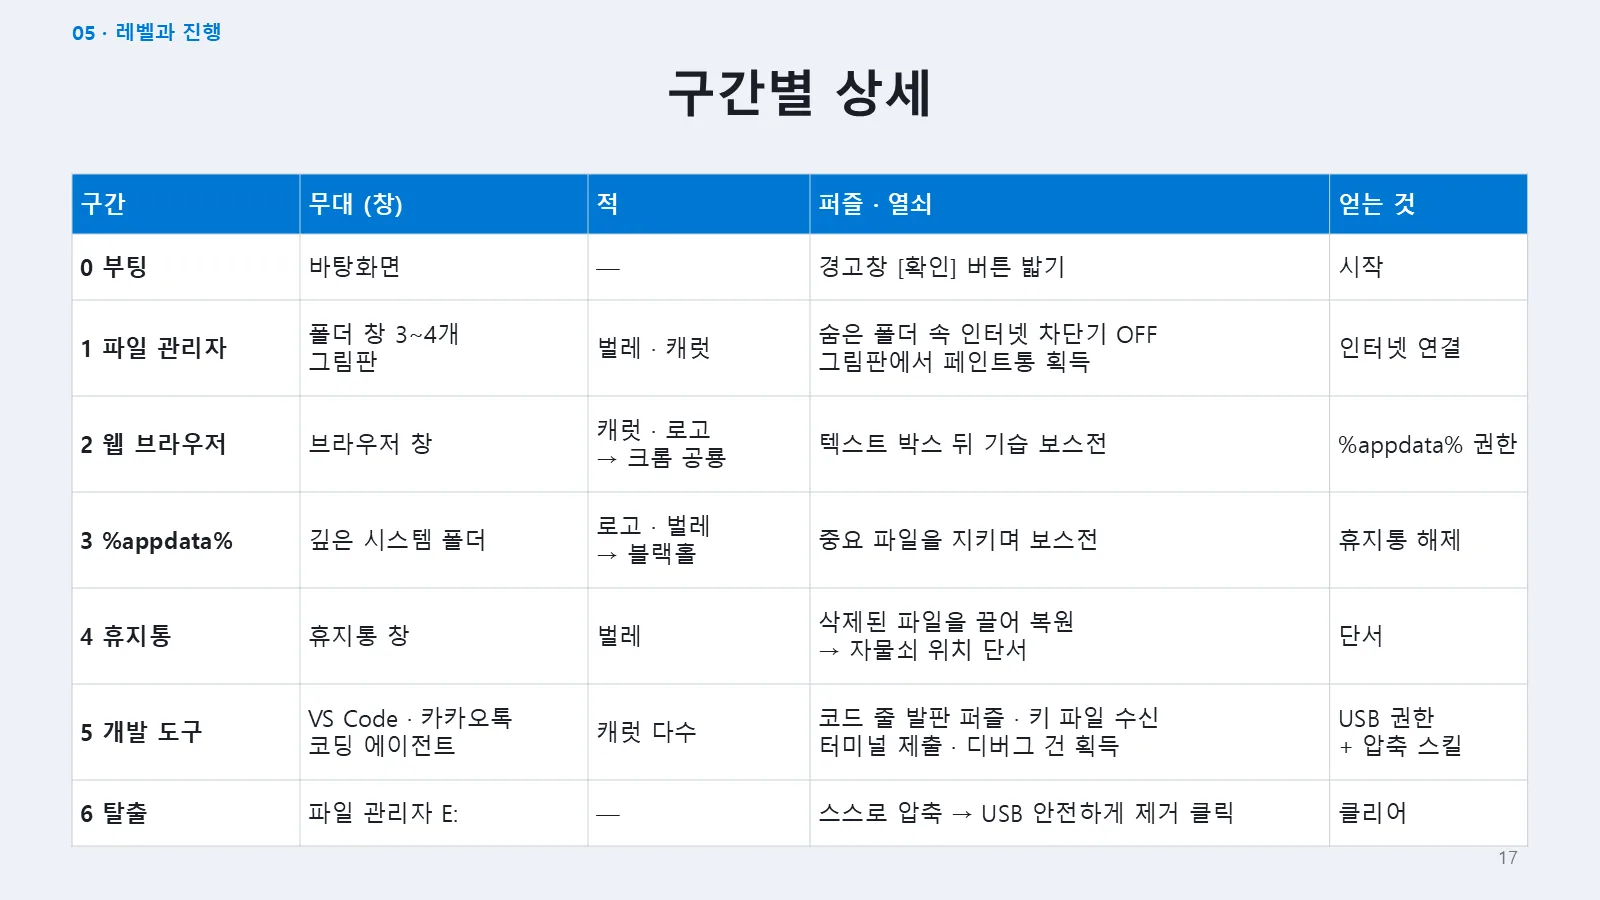 05 · 레벨과 진행
구간별 상세
구간
무대 (창)
적
퍼즐 · 열쇠
얻는 것
0 부팅
바탕화면
—
경고창 [확인] 버튼 밟기
시작
1 파일 관리자
폴더 창 3~4개
그림판
벌레 · 캐럿
숨은 폴더 속 인터넷 차단기 OFF
그림판에서 페인트통 획득
인터넷 연결
2 웹 브라우저
브라우저 창
캐럿 · 로고
→ 크롬 공룡
텍스트 박스 뒤 기습 보스전
%appdata% 권한
3 %appdata%
깊은 시스템 폴더
로고 · 벌레
→ 블랙홀
중요 파일을 지키며 보스전
휴지통 해제
4 휴지통
휴지통 창
벌레
삭제된 파일을 끌어 복원
→ 자물쇠 위치 단서
단서
5 개발 도구
VS Code · 카카오톡
코딩 에이전트
캐럿 다수
코드 줄 발판 퍼즐 · 키 파일 수신
터미널 제출 · 디버그 건 획득
USB 권한
+ 압축 스킬
6 탈출
파일 관리자 E:
—
스스로 압축 → USB 안전하게 제거 클릭
클리어
17